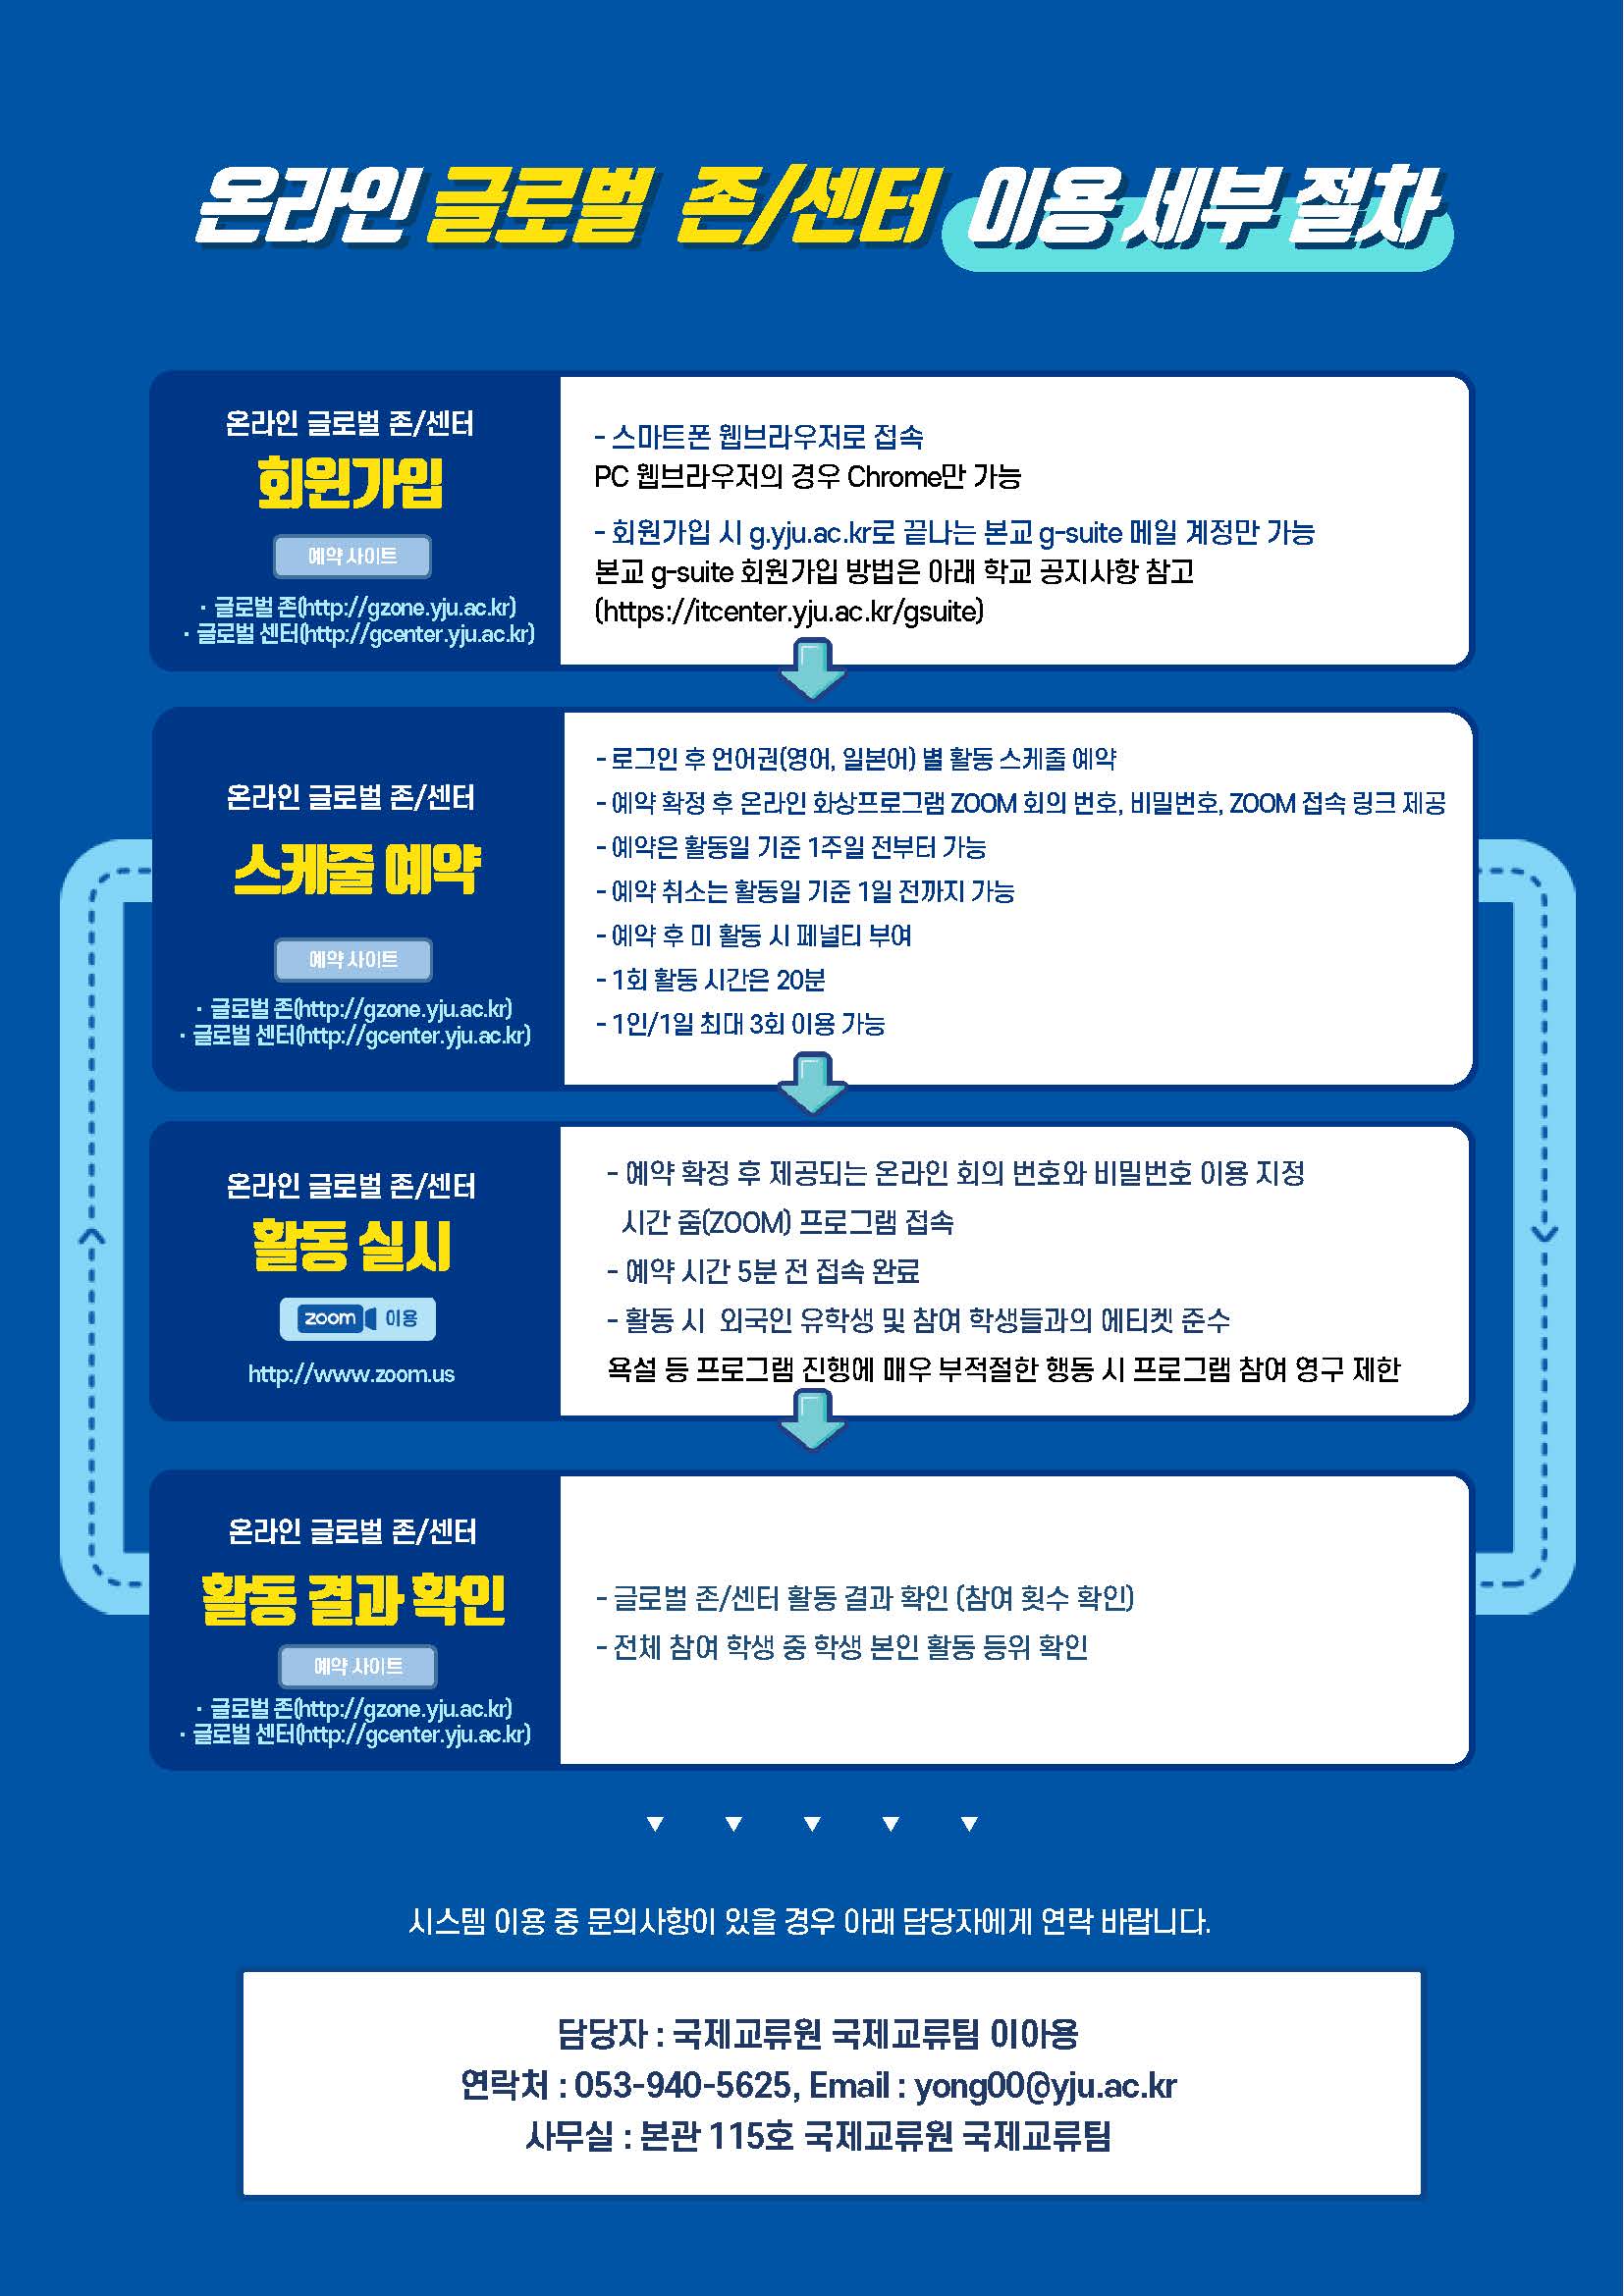 온라인 글로벌 존/센터 이용 세부 절차
온라인 글로벌 존/센터
회원가입
예약 사이트
· 글로벌 존(http://gzone.yju.ac.kr)
· 글로벌 센터(http://gcenter.yju.ac.kr)
- 스마트폰 웹브라우저로 접속
PC 웹브라우저의 경우 Chrome만 가능
- 회원가입 시 g.yju.ac.kr로 끝나는 본교 g-suite 메일 계정만 가능
본교 g-suite 회원가입 방법은 아래 학교 공지사항 참고
(https://itcenter.yju.ac.kr/gsuite)
온라인 글로벌 존/센터
스케줄 예약
예약 사이트
· 글로벌 존(http://gzone.yju.ac.kr)
· 글로벌 센터(http://gcenter.yju.ac.kr)
- 로그인 후 언어권(영어, 일본어) 별 활동 스케줄 예약
- 예약 확정 후 온라인 화상프로그램 ZOOM 회의 번호, 비밀번호, ZOOM 접속 링크 제공
- 예약은 활동일 기준 1주일 전부터 가능
- 예약 취소는 활동일 기준 1일 전까지 가능
- 예약 후 미 활동 시 페널티 부여
- 1회 활동 시간은 20분
- 1인/1일 최대 3회 이용 가능
온라인 글로벌 존/센터
활동 실시
zoom 이용
http://www.zoom.us
- 예약 확정 후 제공되는 온라인 회의 번호와 비밀번호 이용 지정
시간 줌(ZOOM) 프로그램 접속
- 예약 시간 5분 전 접속 완료
- 활동 시 외국인 유학생 및 참여 학생들과의 에티켓 준수
욕설 등 프로그램 진행에 매우 부적절한 행동 시 프로그램 참여 영구 제한
온라인 글로벌 존/센터
활동 결과 확인
예약 사이트
· 글로벌 존(http://gzone.yju.ac.kr)
· 글로벌 센터(http://gcenter.yju.ac.kr)
- 글로벌 존/센터 활동 결과 확인 (참여 횟수 확인)
- 전체 참여 학생 중 학생 본인 활동 등위 확인
시스템 이용 중 문의사항이 있을 경우 아래 담당자에게 연락 바랍니다.
담당자 : 국제교류원 국제교류팀 이아용
연락처 : 053-940-5625, Email : yong00@yju.ac.kr
사무실 : 본관 115호 국제교류원 국제교류팀